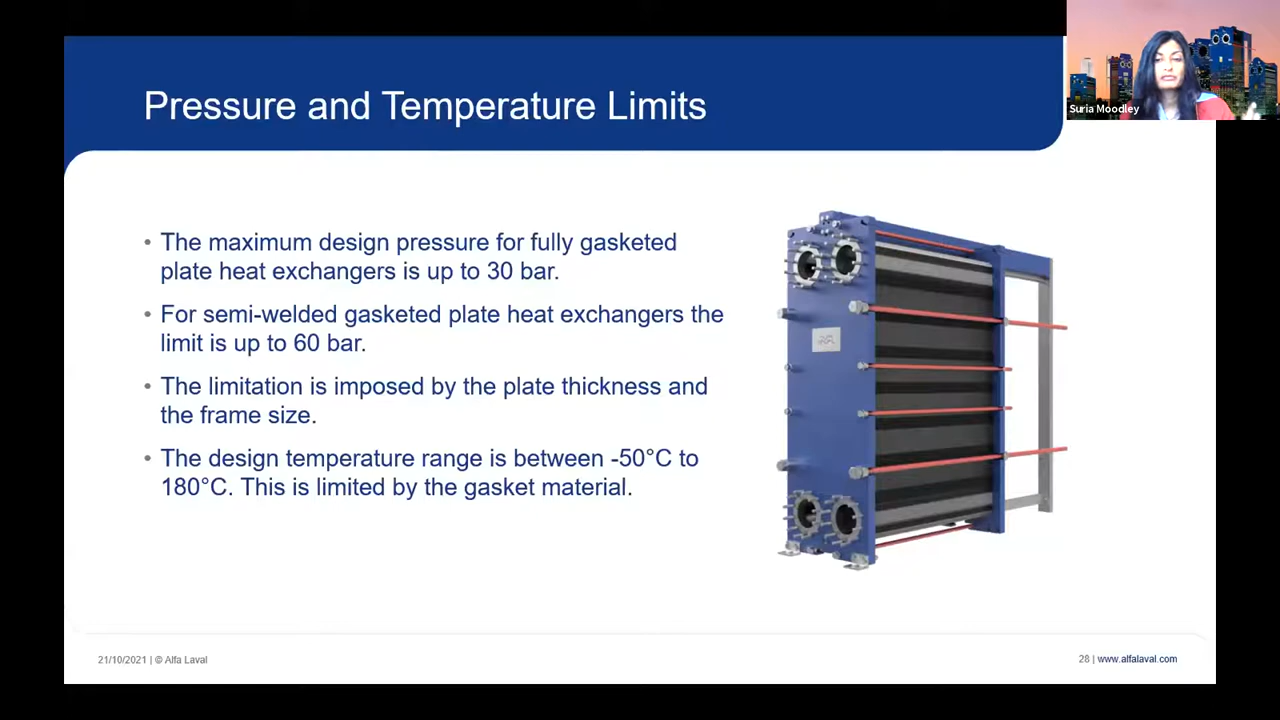 Pressure and Temperature Limits
Suria Moodley
• The maximum design pressure for fully gasketed
plate heat exchangers is up to 30 bar.
• For semi-welded gasketed plate heat exchangers the
limit is up to 60 bar.
• The limitation is imposed by the plate thickness and
the frame size.
• The design temperature range is between -50°C to
180°C. This is limited by the gasket material.
21/10/2021 | © Alfa Laval
28 | www.alfalaval.com